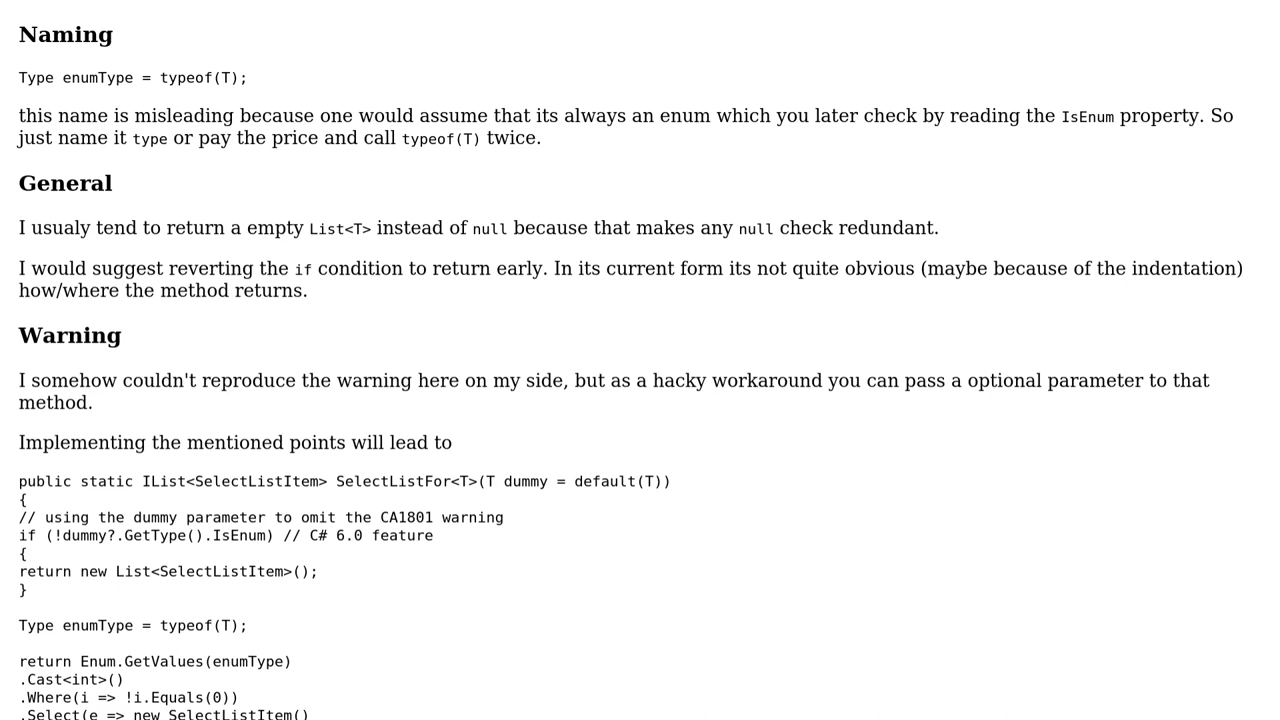 Naming
Type enumType = typeof(T);
this name is misleading because one would assume that its always an enum which you later check by reading the IsEnum property. So
just name it type or pay the price and call typeof(T) twice.
General
I usualy tend to return a empty List<T> instead of null because that makes any null check redundant.
I would suggest reverting the if condition to return early. In its current form its not quite obvious (maybe because of the indentation)
how/where the method returns.
Warning
I somehow couldn't reproduce the warning here on my side, but as a hacky workaround you can pass a optional parameter to that
method.
Implementing the mentioned points will lead to
public static IList<SelectListItem> SelectListFor<T>(T dummy = default(T))
{
// using the dummy parameter to omit the CA1801 warning
if (!dummy?.GetType().IsEnum) // C# 6.0 feature
{
return new List<SelectListItem>();
}
Type enumType = typeof(T);
return Enum.GetValues(enumType)
.Cast<int>()
.Where(i => !i.Equals(0))
.Select(e => new SelectListItem()